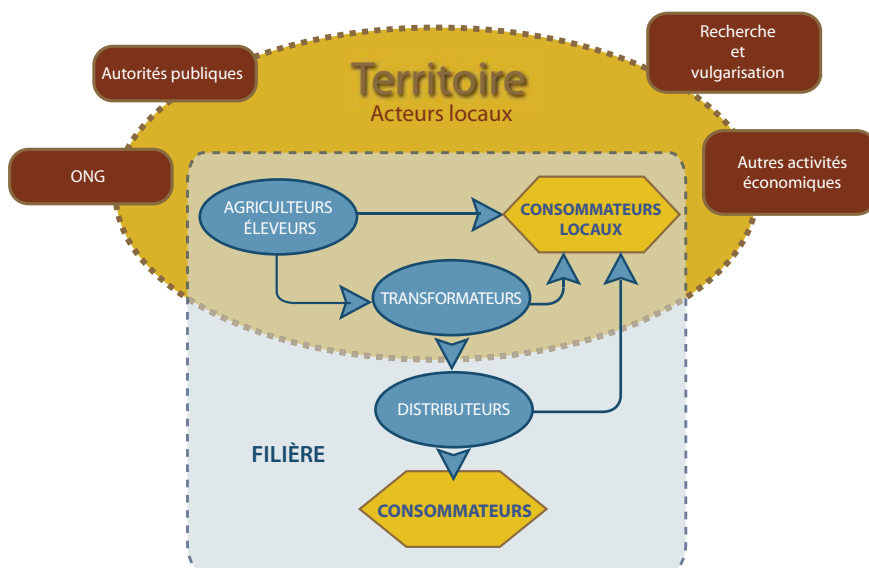 Recherche
et
vulgarisation
Autorités publiques
Territoire
Acteurs locaux
ONG
Autres activités
économiques
AGRICULTEURS
ÉLEVEURS
CONSOMMATEURS
LOCAUX
TRANSFORMATEURS
DISTRIBUTEURS
FILIÈRE
CONSOMMATEURS